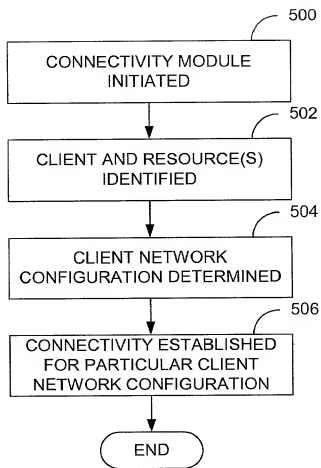 500
CONNECTIVITY MODULE
INITIATED
502
CLIENT AND RESOURCE(S)
IDENTIFIED
504
CLIENT NETWORK
CONFIGURATION DETERMINED
506
CONNECTIVITY ESTABLISHED
FOR PARTICULAR CLIENT
NETWORK CONFIGURATION
END